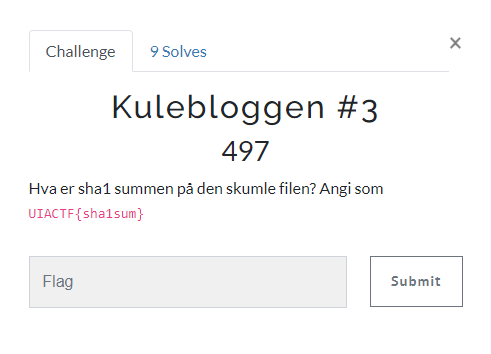 Challenge
9 Solves
×
Kulebloggen #3
497
Hva er sha1 summen på den skumle filen? Angi som
UIACTF{sha1sum}
Flag
Submit